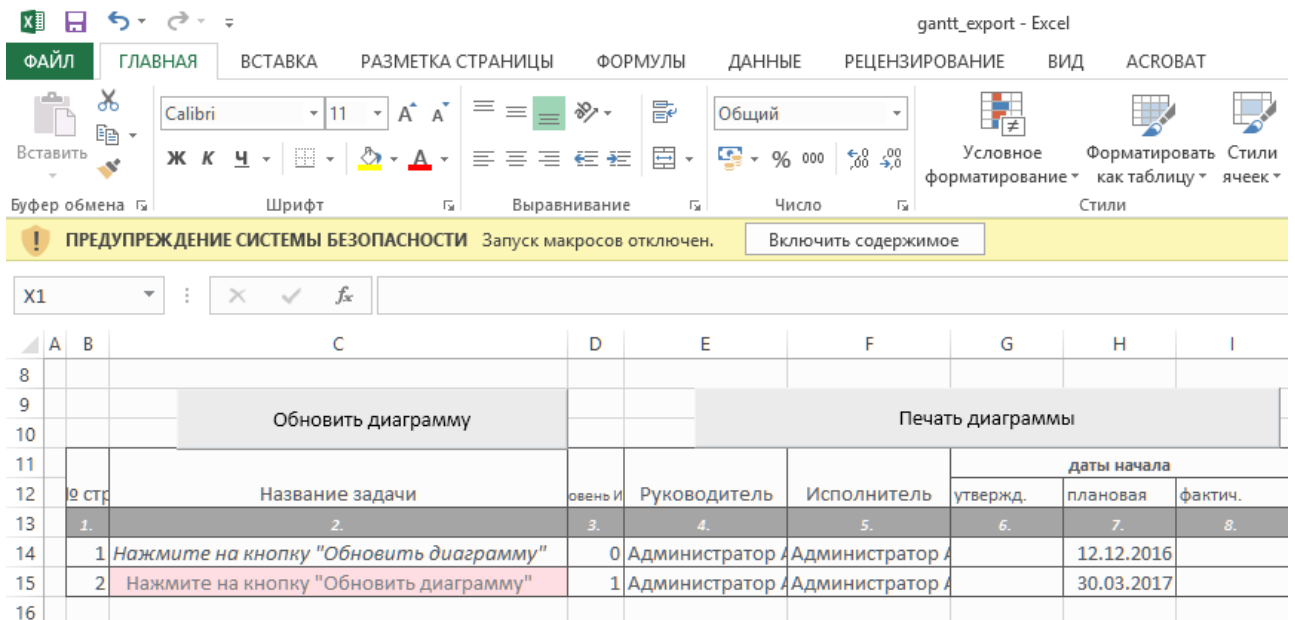 gantt_export - Excel
ФАЙЛ ГЛАВНАЯ ВСТАВКА РАЗМЕТКА СТРАНИЦЫ ФОРМУЛЫ ДАННЫЕ РЕЦЕНЗИРОВАНИЕ ВИД ACROBAT
Calibri 11 Общий
Вставить Ж К Ч % 000 Условное форматирование Форматировать как таблицу Стили ячеек
Буфер обмена Шрифт Выравнивание Число Стили
ПРЕДУПРЕЖДЕНИЕ СИСТЕМЫ БЕЗОПАСНОСТИ Запуск макросов отключен. Включить содержимое
X1 fx
A B C D E F G H I
8
9 Обновить диаграмму Печать диаграммы
10
11 даты начала
12 № стр Название задачи овень И Руководитель Исполнитель утвержд. плановая фактич.
13 1. 2. 3. 4. 5. 6. 7. 8.
14 1 Нажмите на кнопку "Обновить диаграмму" 0 Администратор А Администратор А 12.12.2016
15 2 Нажмите на кнопку "Обновить диаграмму" 1 Администратор А Администратор А 30.03.2017
16